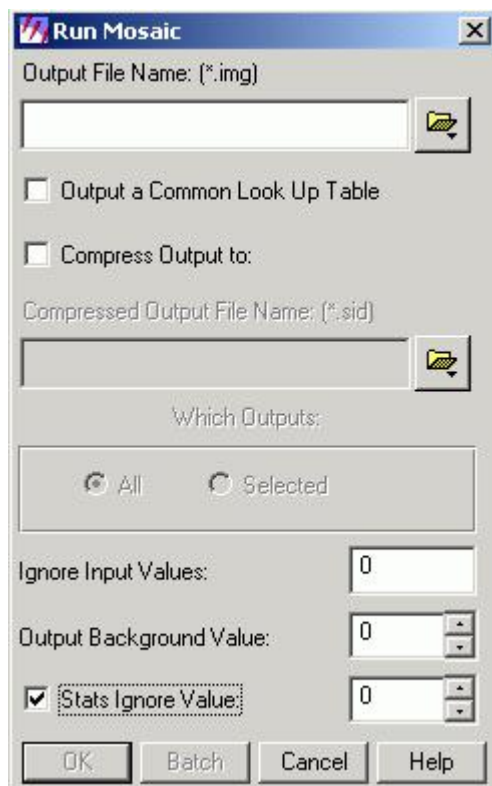 Run Mosaic
Output File Name: (*.img)
Output a Common Look Up Table
Compress Output to:
Compressed Output File Name: (*.sid)
Which Outputs:
All Selected
Ignore Input Values: 0
Output Background Value: 0
Stats Ignore Value: 0
OK Batch Cancel Help